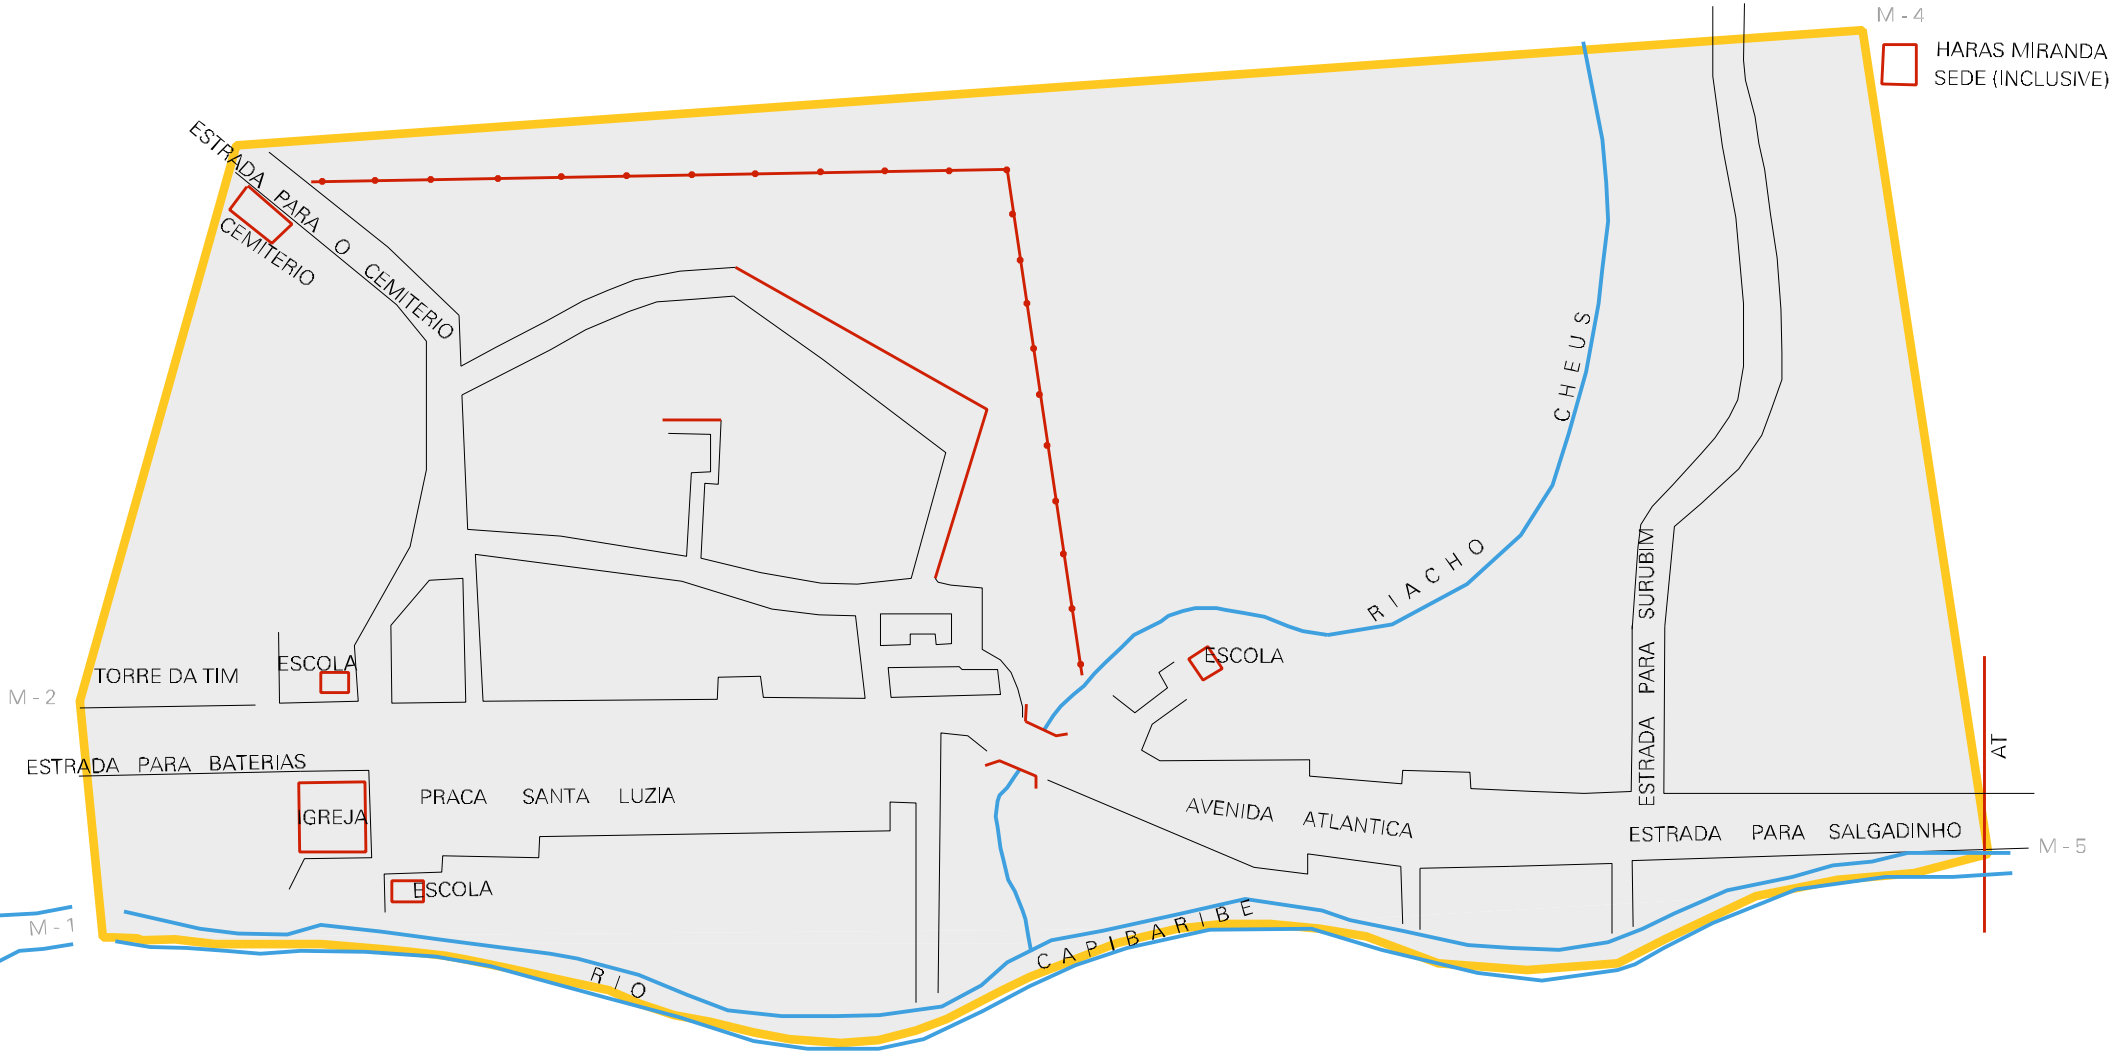 M - 4
HARAS MIRANDA
SEDE (INCLUSIVE)
ESTRADA PARA O CEMITERIO
CEMITERIO
RIACHO CHEUS
ESTRADA PARA SURUBIM
ESCOLA
ESCOLA
TORRE DA TIM
M - 2
AT
ESTRADA PARA BATERIAS
PRACA SANTA LUZIA
IGREJA
AVENIDA ATLANTICA
ESTRADA PARA SALGADINHO
M - 5
ESCOLA
M - 1
RIO CAPIBARIBE